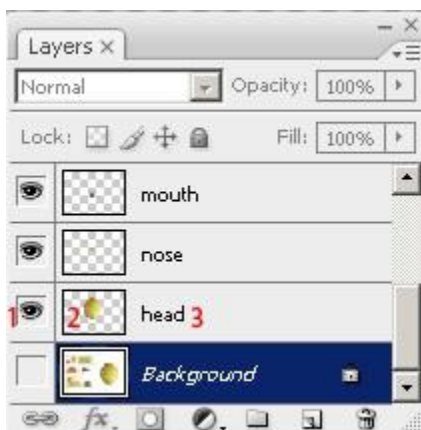 Layers ×
Normal Opacity: 100%
Lock: Fill: 100%
mouth
nose
1 2 head 3
Background
fx.